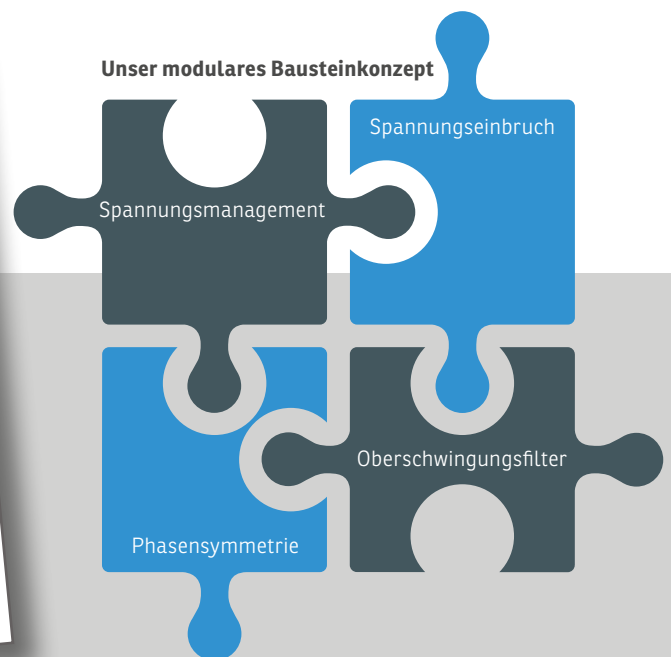 Unser modulares Bausteinkonzept
Spannungseinbruch
Spannungsmanagement
Oberschwingungsfilter
Phasensymmetrie